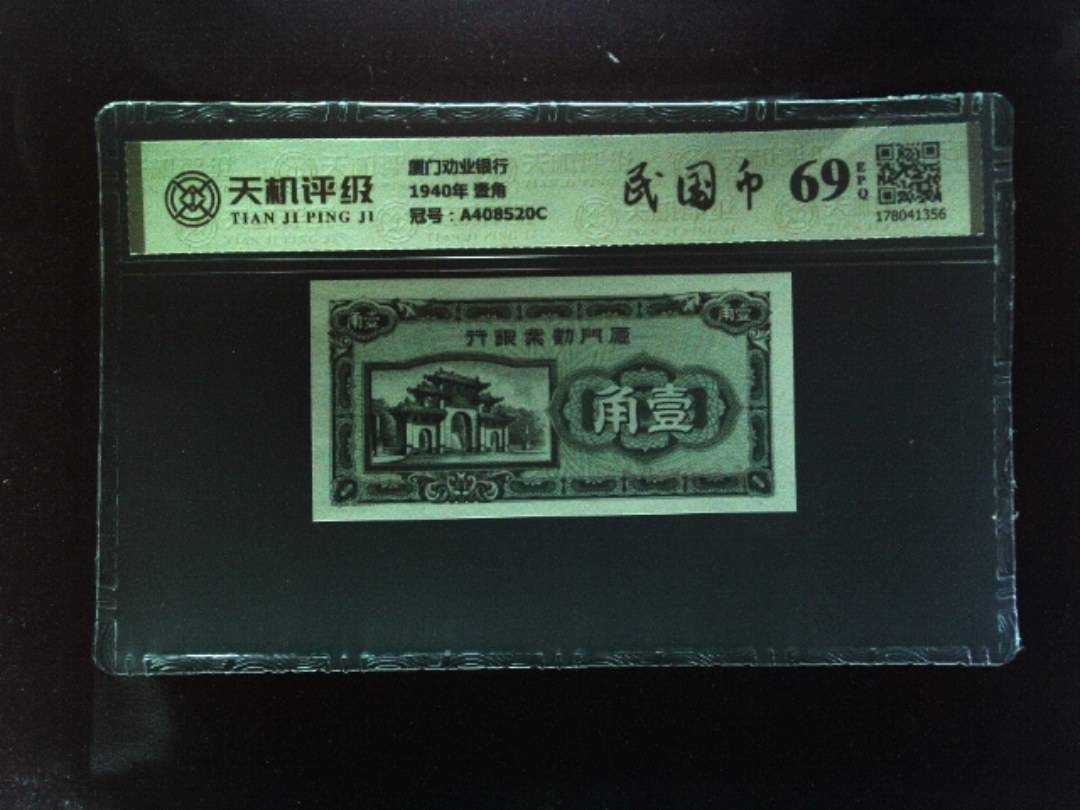 天机评级
TIAN JI PING JI
厦门劝业银行
1940年 壹角
冠号：A408520C
民国币
69
EPQ
178041356
角壹
角壹
行銀業勸門厦
角壹